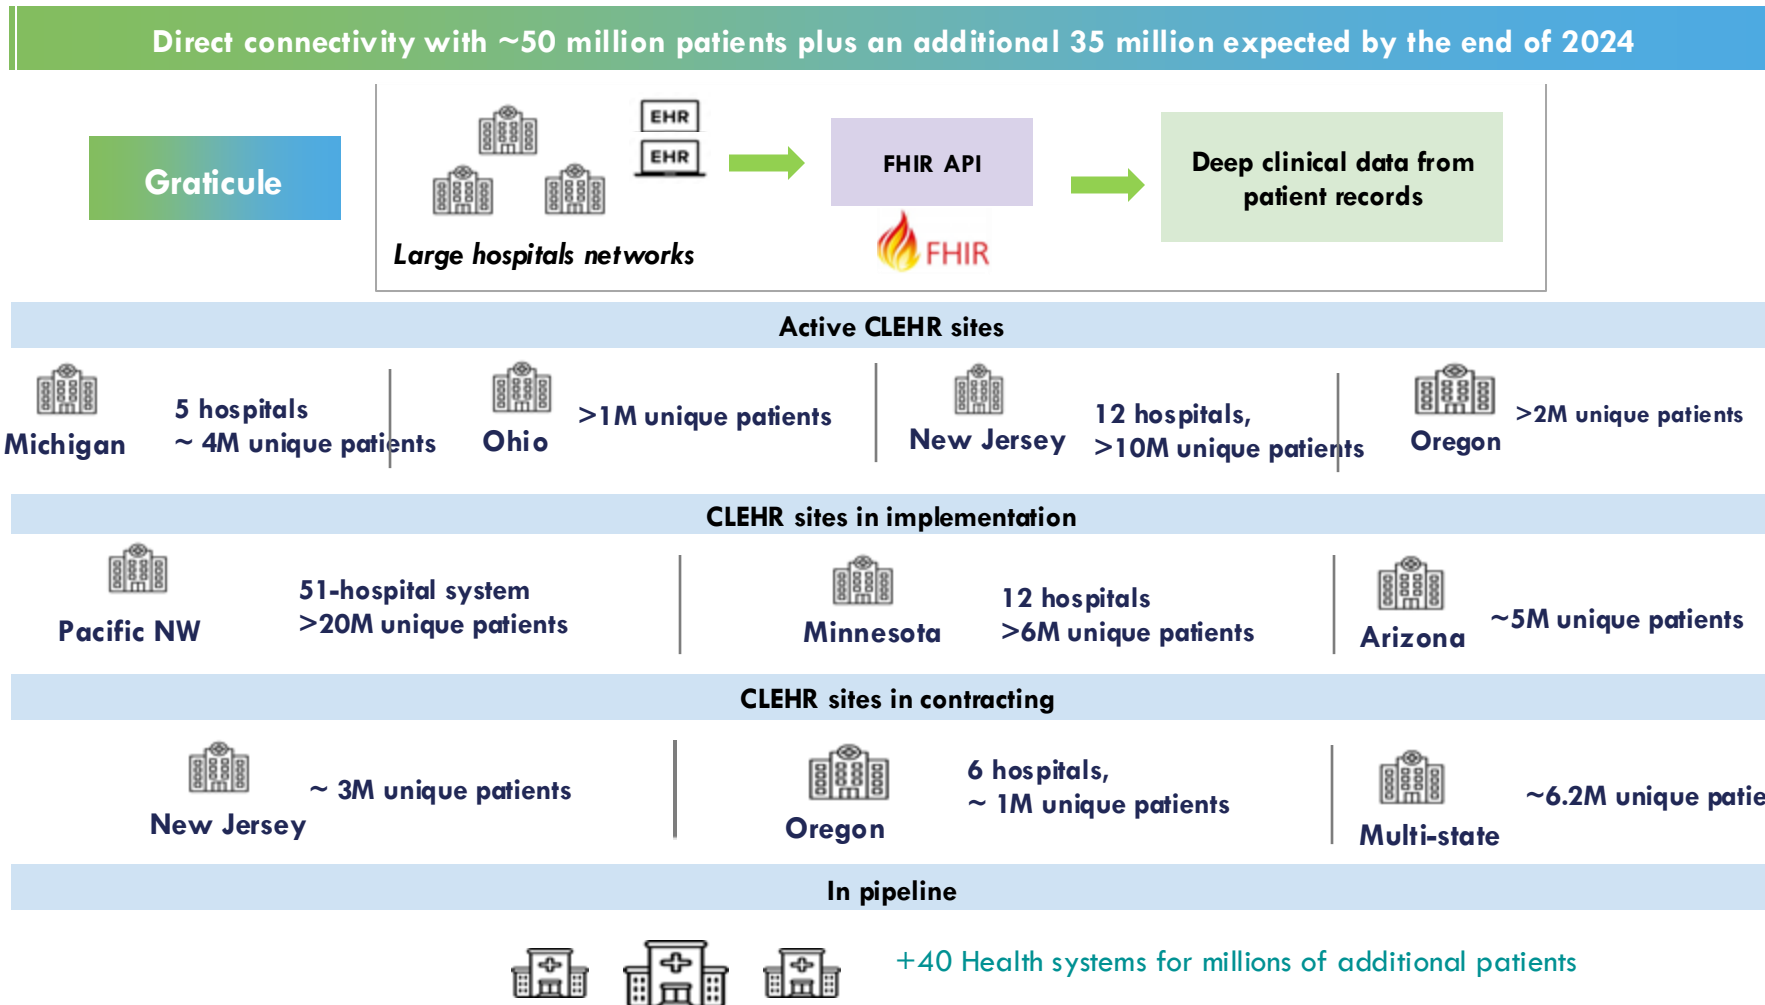 Direct connectivity with ~50 million patients plus an additional 35 million expected by the end of 2024
Graticule
EHR
EHR
Large hospitals networks
FHIR API
FHIR
Deep clinical data from
patient records
Active CLEHR sites
Michigan
5 hospitals
~ 4M unique patients
Ohio
>1M unique patients
New Jersey
12 hospitals,
>10M unique patients
Oregon
>2M unique patients
CLEHR sites in implementation
Pacific NW
51-hospital system
>20M unique patients
Minnesota
12 hospitals
>6M unique patients
Arizona
~5M unique patients
CLEHR sites in contracting
New Jersey
~ 3M unique patients
Oregon
6 hospitals,
~ 1M unique patients
Multi-state
~6.2M unique patie
In pipeline
+40 Health systems for millions of additional patients